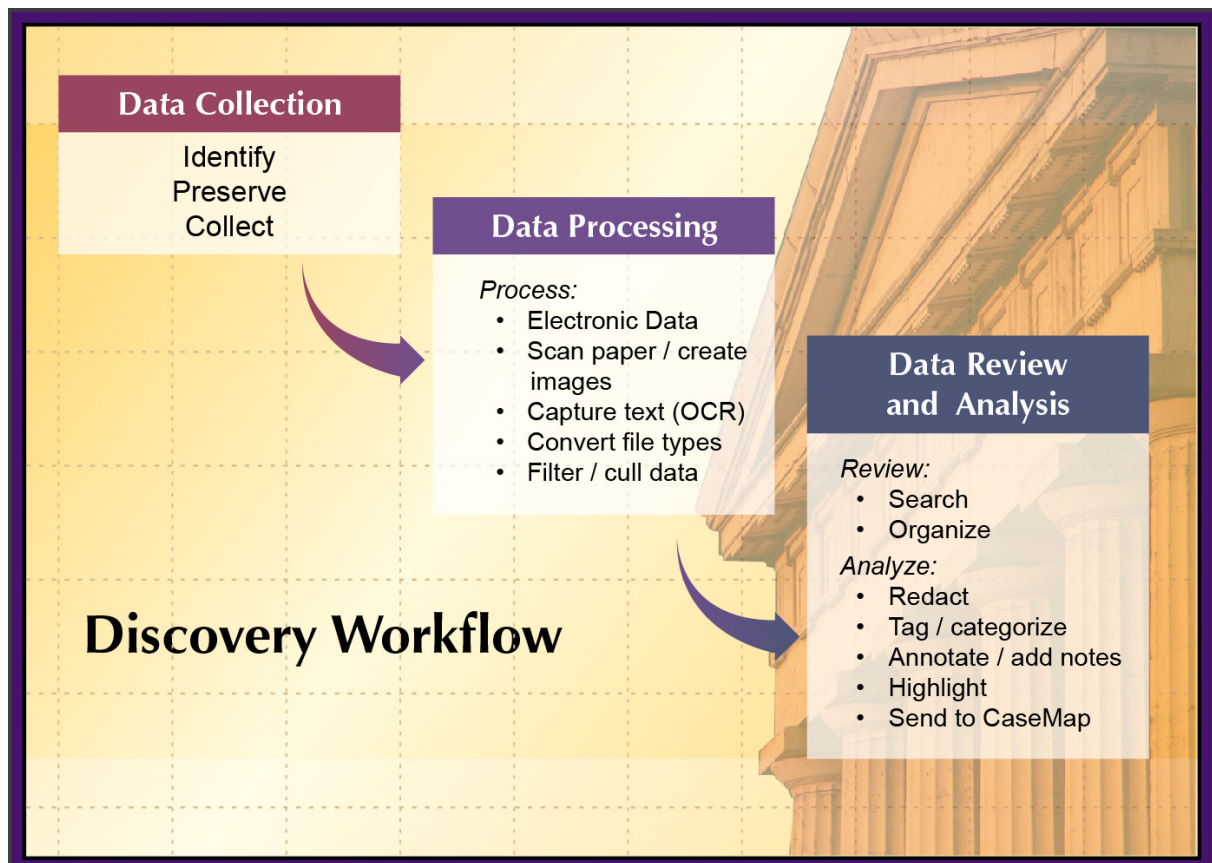 Data Collection
Identify
Preserve
Collect
Data Processing
Process:
• Electronic Data
• Scan paper / create
images
• Capture text (OCR)
• Convert file types
• Filter / cull data
Data Review
and Analysis
Review:
• Search
• Organize
Analyze:
• Redact
• Tag / categorize
• Annotate / add notes
• Highlight
• Send to CaseMap
Discovery Workflow